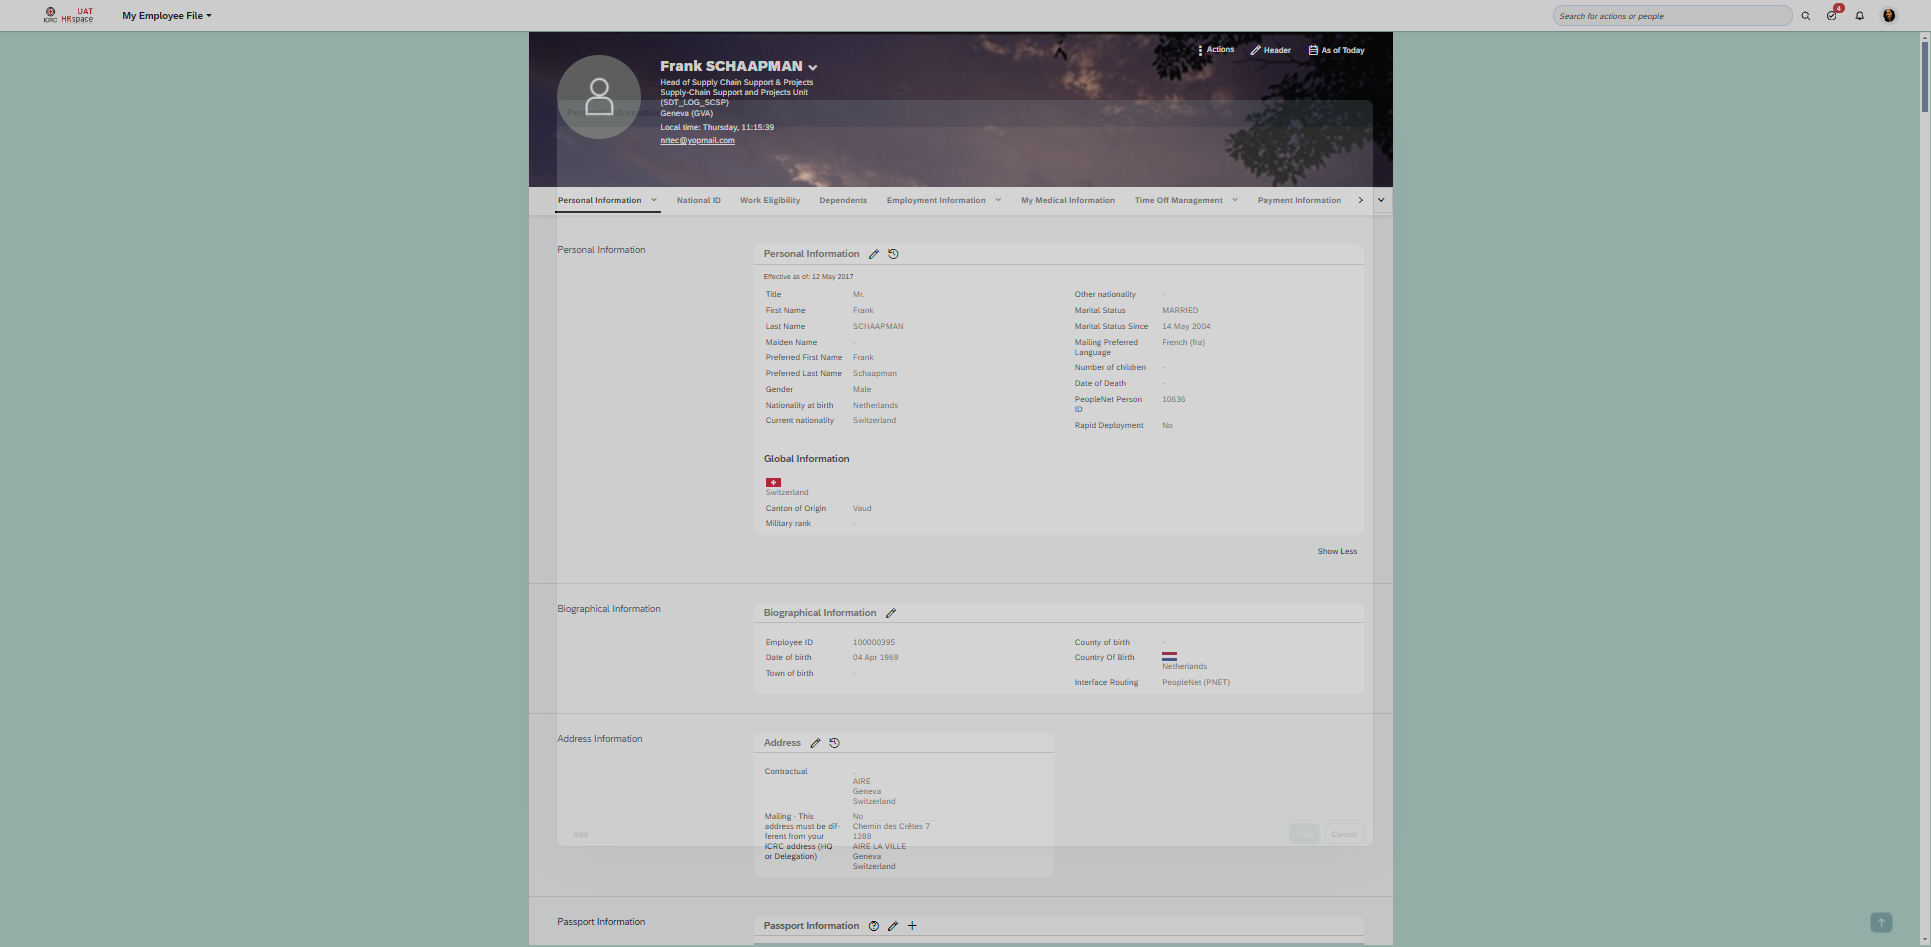 ICRC
UAT
HRspace
My Employee File
Search for actions or people
4
Actions
Header
As of Today
Frank SCHAAPMAN
Head of Supply Chain Support & Projects
Supply-Chain Support and Projects Unit
(SDT_LOG_SCSP)
Geneva (GVA)
Local time: Thursday, 11:15:39
nrtec@yopmail.com
Personal Information
Personal Information
National ID
Work Eligibility
Dependents
Employment Information
My Medical Information
Time Off Management
Payment Information
Personal Information
Personal Information
Effective as of: 12 May 2017
Title Mr.
First Name Frank
Last Name SCHAAPMAN
Maiden Name -
Preferred First Name Frank
Preferred Last Name Schaapman
Gender Male
Nationality at birth Netherlands
Current nationality Switzerland
Other nationality -
Marital Status MARRIED
Marital Status Since 14 May 2004
Mailing Preferred French (fra)
Language
Number of children -
Date of Death -
PeopleNet Person 10636
ID
Rapid Deployment No
Global Information
Switzerland
Canton of Origin Vaud
Military rank -
Show Less
Biographical Information
Biographical Information
Employee ID 100000395
Date of birth 04 Apr 1969
Town of birth -
County of birth -
Country Of Birth
Netherlands
Interface Routing PeopleNet (PNET)
Address Information
Address
Contractual .
AIRE
Geneva
Switzerland
Mailing - This No
address must be dif- Chemin des Crêtes 7
ferent from your 1288
ICRC address (HQ AIRE LA VILLE
or Delegation) Geneva
Switzerland
Add
Cancel
Passport Information
Passport Information